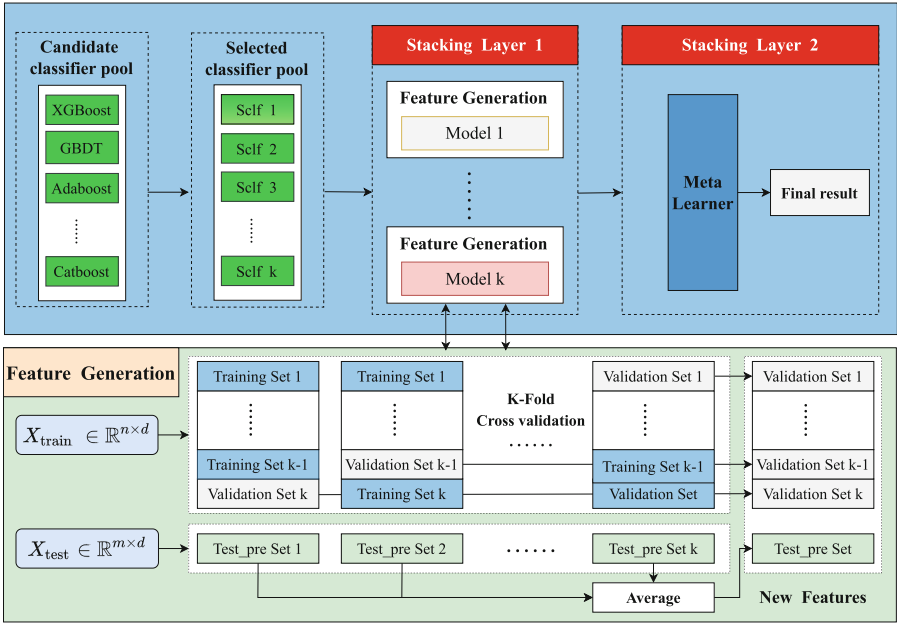 Candidate
classifier pool
XGBoost
GBDT
Adaboost
......
Catboost
Selected
classifier pool
Sclf 1
Sclf 2
Sclf 3
......
Sclf k
Stacking Layer 1
Feature Generation
Model 1
......
Feature Generation
Model k
Stacking Layer 2
Meta
Learner
Final result
Feature Generation
X_train ∈ ℝ^{n×d}
Training Set 1
......
Training Set k-1
Validation Set k
Training Set 1
......
Validation Set k-1
Training Set k
K-Fold
Cross validation
......
Validation Set 1
......
Training Set k-1
Validation Set
Validation Set 1
......
Validation Set k-1
Validation Set k
X_test ∈ ℝ^{m×d}
Test_pre Set 1
Test_pre Set 2
......
Test_pre Set k
Test_pre Set
Average
New Features